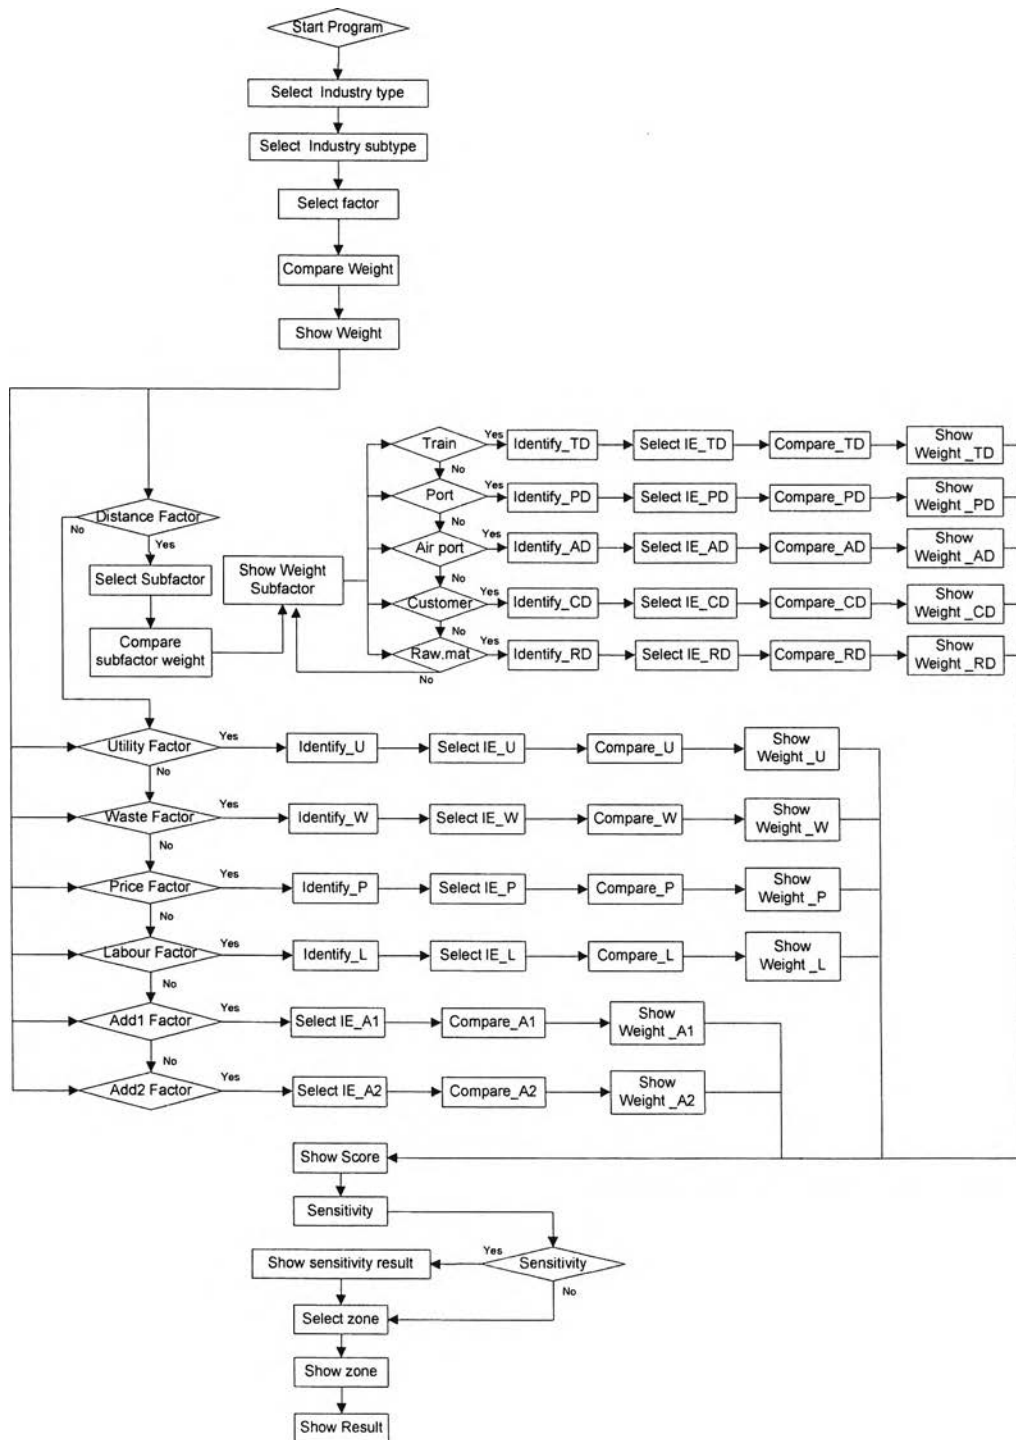 Start Program
Select Industry type
Select Industry subtype
Select factor
Compare Weight
Show Weight
Train
Yes
Identify_TD
Select IE_TD
Compare_TD
Show
Weight _TD
No
Port
Yes
Identify_PD
Select IE_PD
Compare_PD
Show
Weight _PD
No
Distance Factor
No
Yes
Air port
Yes
Identify_AD
Select IE_AD
Compare_AD
Show
Weight _AD
No
Select Subfactor
Show Weight
Subfactor
Customer
Yes
Identify_CD
Select IE_CD
Compare_CD
Show
Weight _CD
No
Compare
subfactor weight
Raw.mat
Yes
Identify_RD
Select IE_RD
Compare_RD
Show
Weight _RD
No
Utility Factor
Yes
Identify_U
Select IE_U
Compare_U
Show
Weight _U
No
Waste Factor
Yes
Identify_W
Select IE_W
Compare_W
Show
Weight _W
No
Price Factor
Yes
Identify_P
Select IE_P
Compare_P
Show
Weight _P
No
Labour Factor
Yes
Identify_L
Select IE_L
Compare_L
Show
Weight _L
No
Add1 Factor
Yes
Select IE_A1
Compare_A1
Show
Weight _A1
No
Add2 Factor
Yes
Select IE_A2
Compare_A2
Show
Weight _A2
Show Score
Sensitivity
Sensitivity
Yes
Show sensitivity result
No
Select zone
Show zone
Show Result